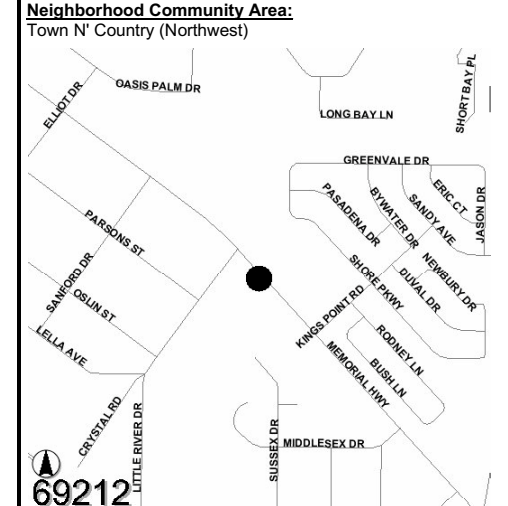 Neighborhood Community Area:
Town N' Country (Northwest)
OASIS PALM DR
ELLIOT DR
LONG BAY LN
SHORT BAY PL
GREENVALE DR
PASADENA DR
BYWATER DR
SANDY AVE
ERIC CT
JASON DR
PARSONS ST
SANFORD DR
OSLIN ST
LELLA AVE
SHORE PKWY
NEWBURY DR
DUVAL DR
KINGS POINT RD
RODNEY LN
BUSH LN
MEMORIAL HWY
CRYSTAL RD
LITTLE RIVER DR
SUSSEX DR
MIDDLESEX DR
69212